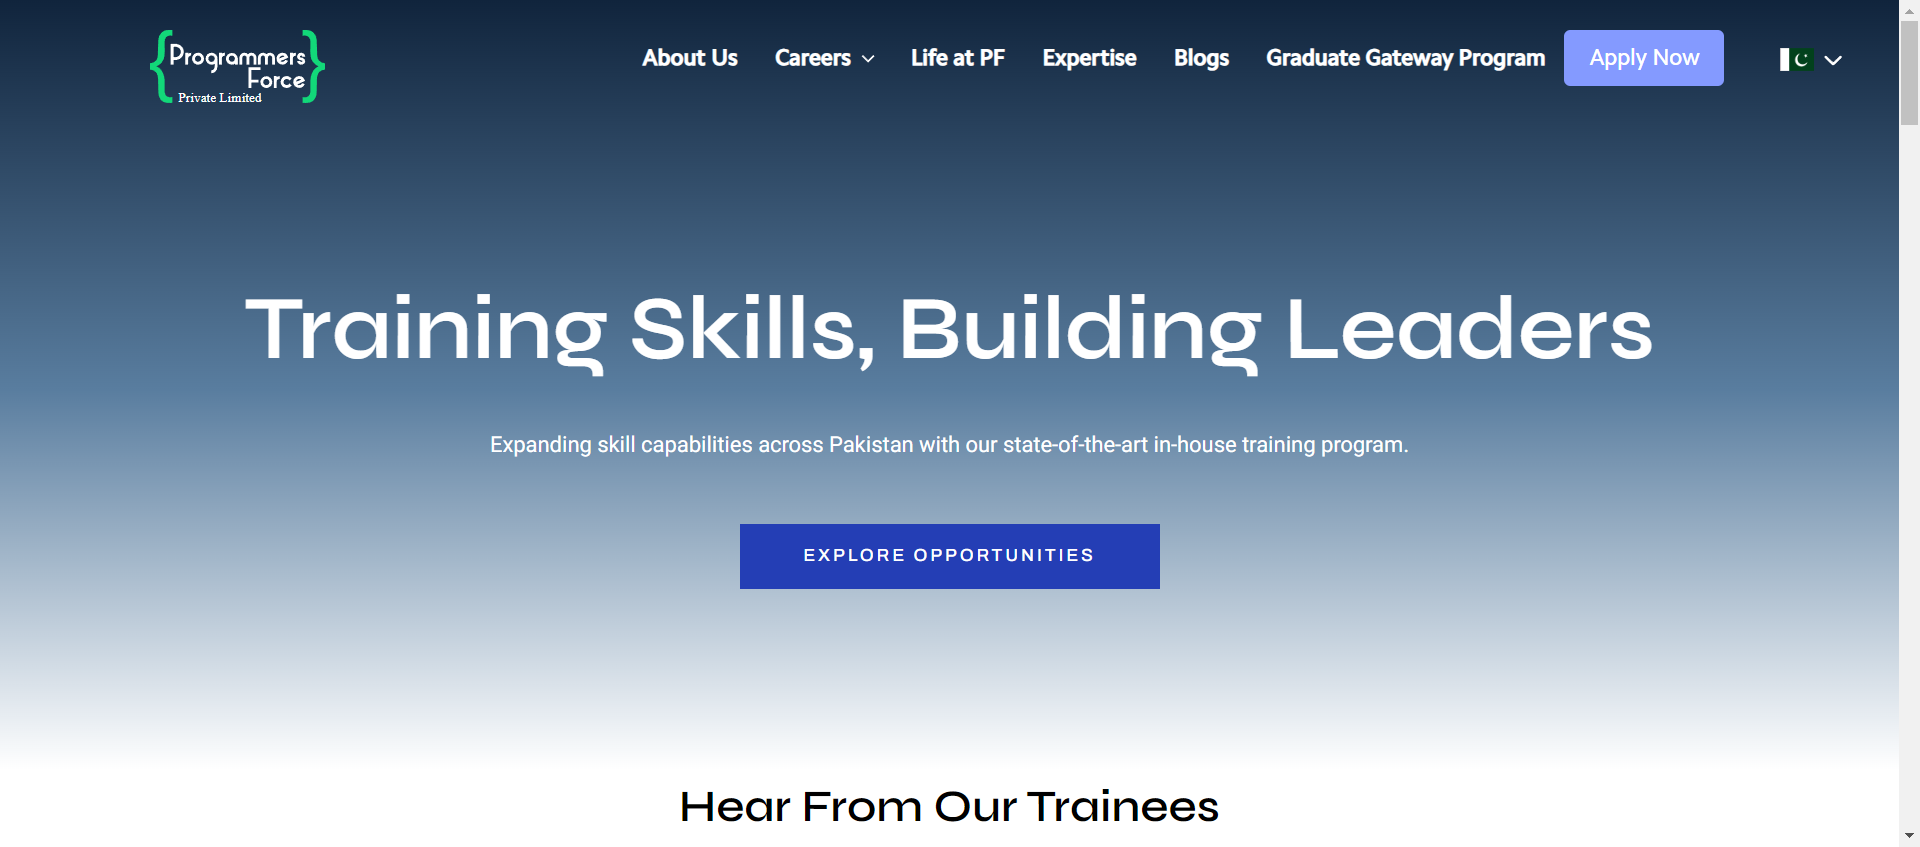 Programmers
Force
Private Limited
About Us
Careers
Life at PF
Expertise
Blogs
Graduate Gateway Program
Apply Now
Training Skills, Building Leaders
Expanding skill capabilities across Pakistan with our state-of-the-art in-house training program.
EXPLORE OPPORTUNITIES
Hear From Our Trainees